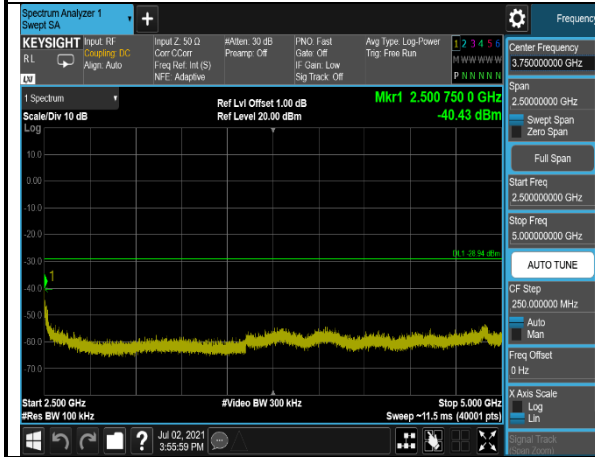 Spectrum Analyzer 1
Swept SA
+
Frequency
KEYSIGHT
RL
Input: RF
Coupling: DC
Align: Auto
Input Z: 50 Ω
Corr CCorr
Freq Ref: Int (S)
NFE: Adaptive
#Atten: 30 dB
Preamp: Off
PNO: Fast
Gate: Off
IF Gain: Low
Sig Track: Off
Avg Type: Log-Power
Trig: Free Run
1 2 3 4 5 6
M W W W W W
P N N N N N
1 Spectrum
Scale/Div 10 dB
Log
Ref Lvl Offset 1.00 dB
Ref Level 20.00 dBm
Mkr1 2.500 750 0 GHz
-40.43 dBm
10.0
0.00
-10.0
-20.0
-30.0
-40.0
-50.0
-60.0
-70.0
DL1 -28.94 dBm
1
Start 2.500 GHz
#Res BW 100 kHz
#Video BW 300 kHz
Stop 5.000 GHz
Sweep ~11.5 ms (40001 pts)
Jul 02, 2021
3:55:59 PM
?
Center Frequency
3.750000000 GHz
Span
2.50000000 GHz
Swept Span
Zero Span
Full Span
Start Freq
2.500000000 GHz
Stop Freq
5.000000000 GHz
AUTO TUNE
CF Step
250.000000 MHz
Auto
Man
Freq Offset
0 Hz
X Axis Scale
Log
Lin
Signal Track
(Span Zoom)